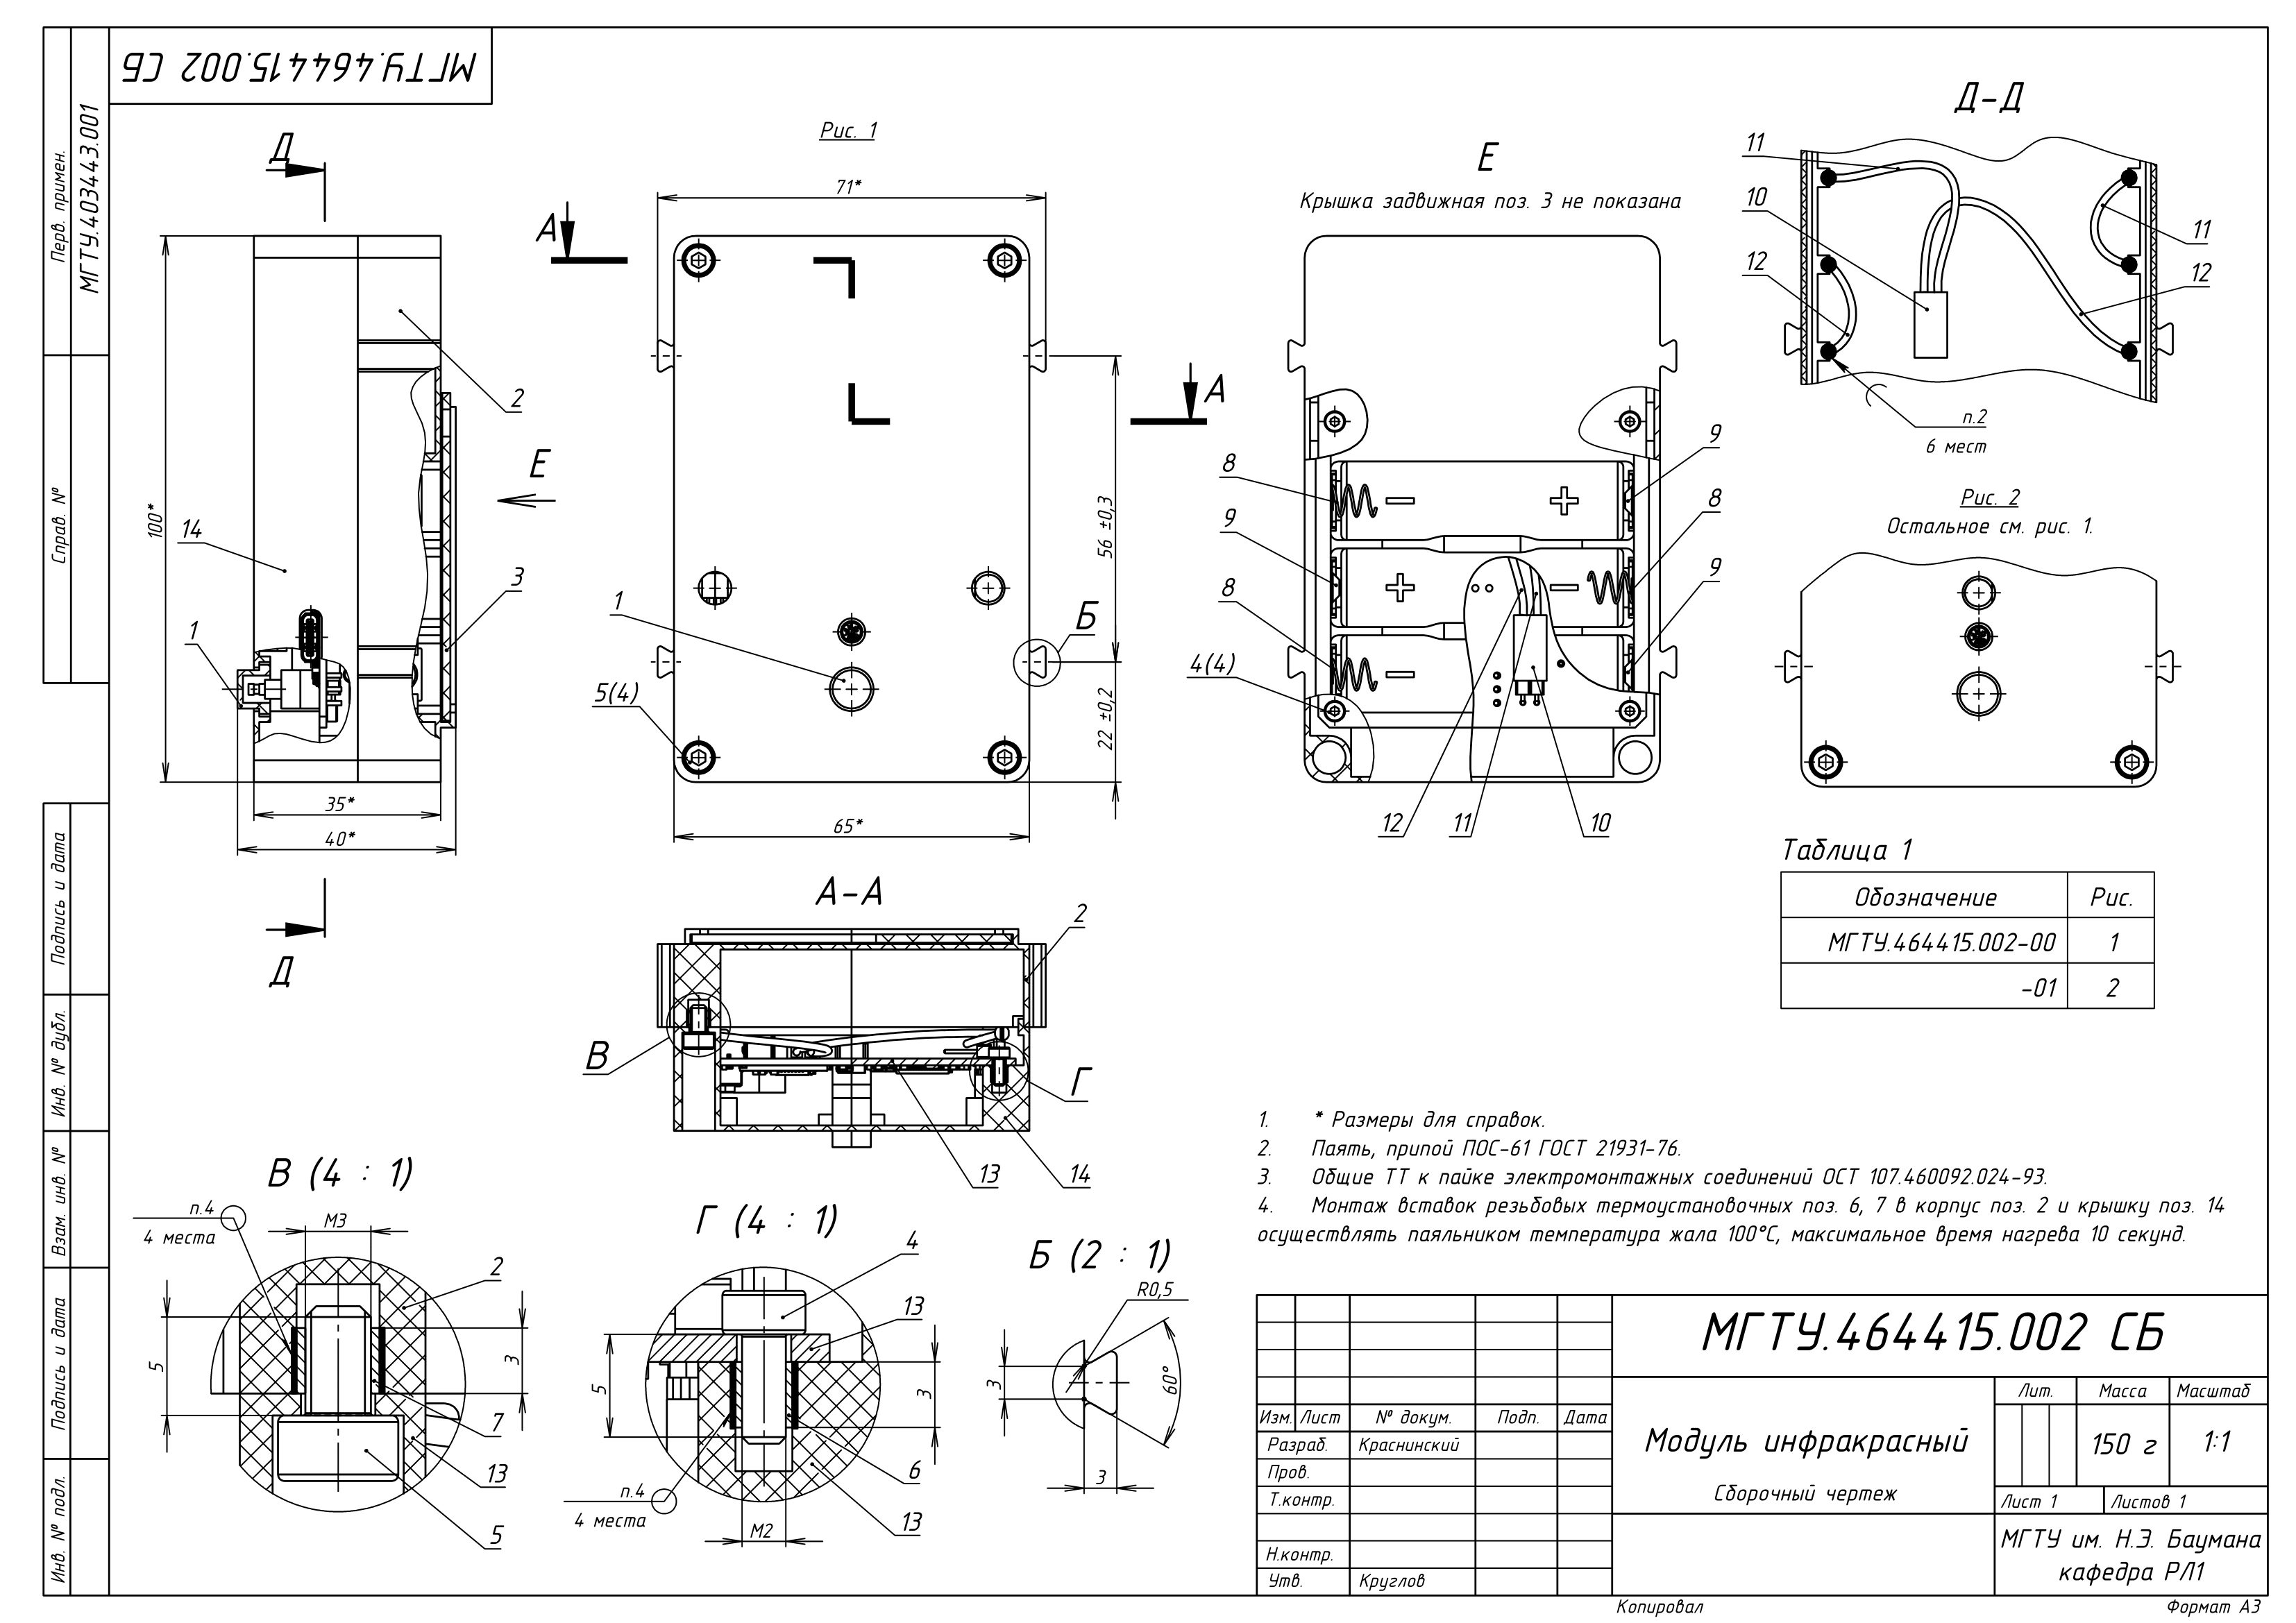 МГТУ.464415.002 СБ
Перв. примен.
МГТУ.403443.001
Справ. №
Подпись и дата
Инв. № дубл.
Взам. инв. №
Подпись и дата
Инв. № подл.
Д
100*
14
1
2
3
Е
35*
40*
Д
Рис. 1
71*
А
А
1
5(4)
Б
56 ±0,3
22 ±0,2
65*
Е
Крышка задвижная поз. 3 не показана
8
9
8
4(4)
9
8
9
12
11
10
Д-Д
11
10
12
11
12
п.2
6 мест
Рис. 2
Остальное см. рис. 1.
Таблица 1
Обозначение Рис.
МГТУ.464415.002-00 1
-01 2
А-А
2
В
Г
13
14
В (4 : 1)
п.4
4 места
М3
5
3
2
7
13
5
Г (4 : 1)
4
13
5
3
6
13
п.4
4 места
М2
Б (2 : 1)
R0,5
3
60°
3
1. * Размеры для справок.
2. Паять, припой ПОС-61 ГОСТ 21931-76.
3. Общие ТТ к пайке электромонтажных соединений ОСТ 107.460092.024-93.
4. Монтаж вставок резьбовых термоустановочных поз. 6, 7 в корпус поз. 2 и крышку поз. 14
осуществлять паяльником температура жала 100°С, максимальное время нагрева 10 секунд.
МГТУ.464415.002 СБ
Изм. Лист № докум. Подп. Дата
Разраб. Краснинский
Пров.
Т.контр.
Н.контр.
Утв. Круглов
Модуль инфракрасный
Сборочный чертеж
Лит. Масса Масштаб
150 г 1:1
Лист 1 Листов 1
МГТУ им. Н.Э. Баумана
кафедра РЛ1
Копировал Формат А3